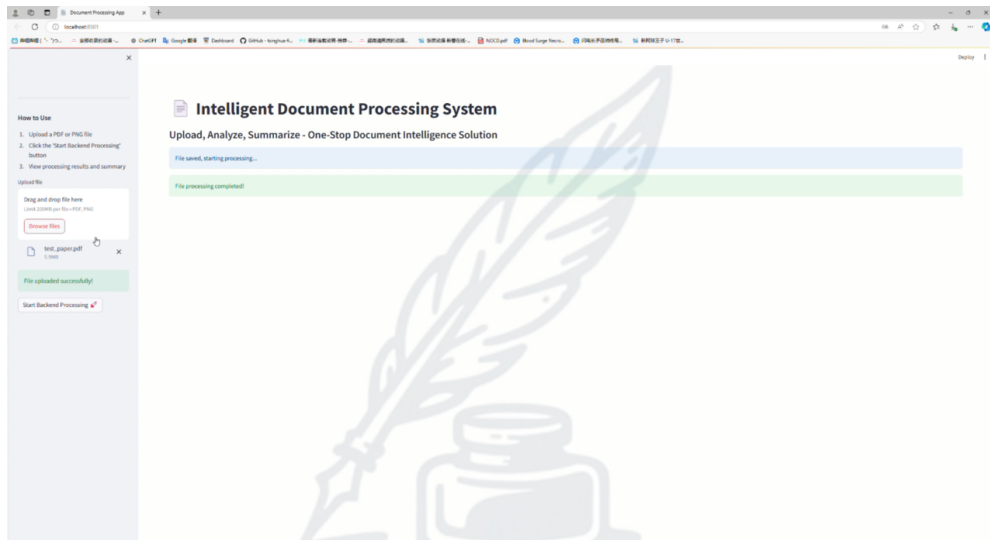 Document Processing App
localhost:8501
ChatGPT
Google 翻译
Dashboard
Deploy
How to Use
1. Upload a PDF or PNG file
2. Click the 'Start Backend Processing' button
3. View processing results and summary
Upload file
Drag and drop file here
Limit 200MB per file • PDF, PNG
Browse files
test_paper.pdf
5.9MB
File uploaded successfully!
Start Backend Processing
Intelligent Document Processing System
Upload, Analyze, Summarize - One-Stop Document Intelligence Solution
File saved, starting processing...
File processing completed!